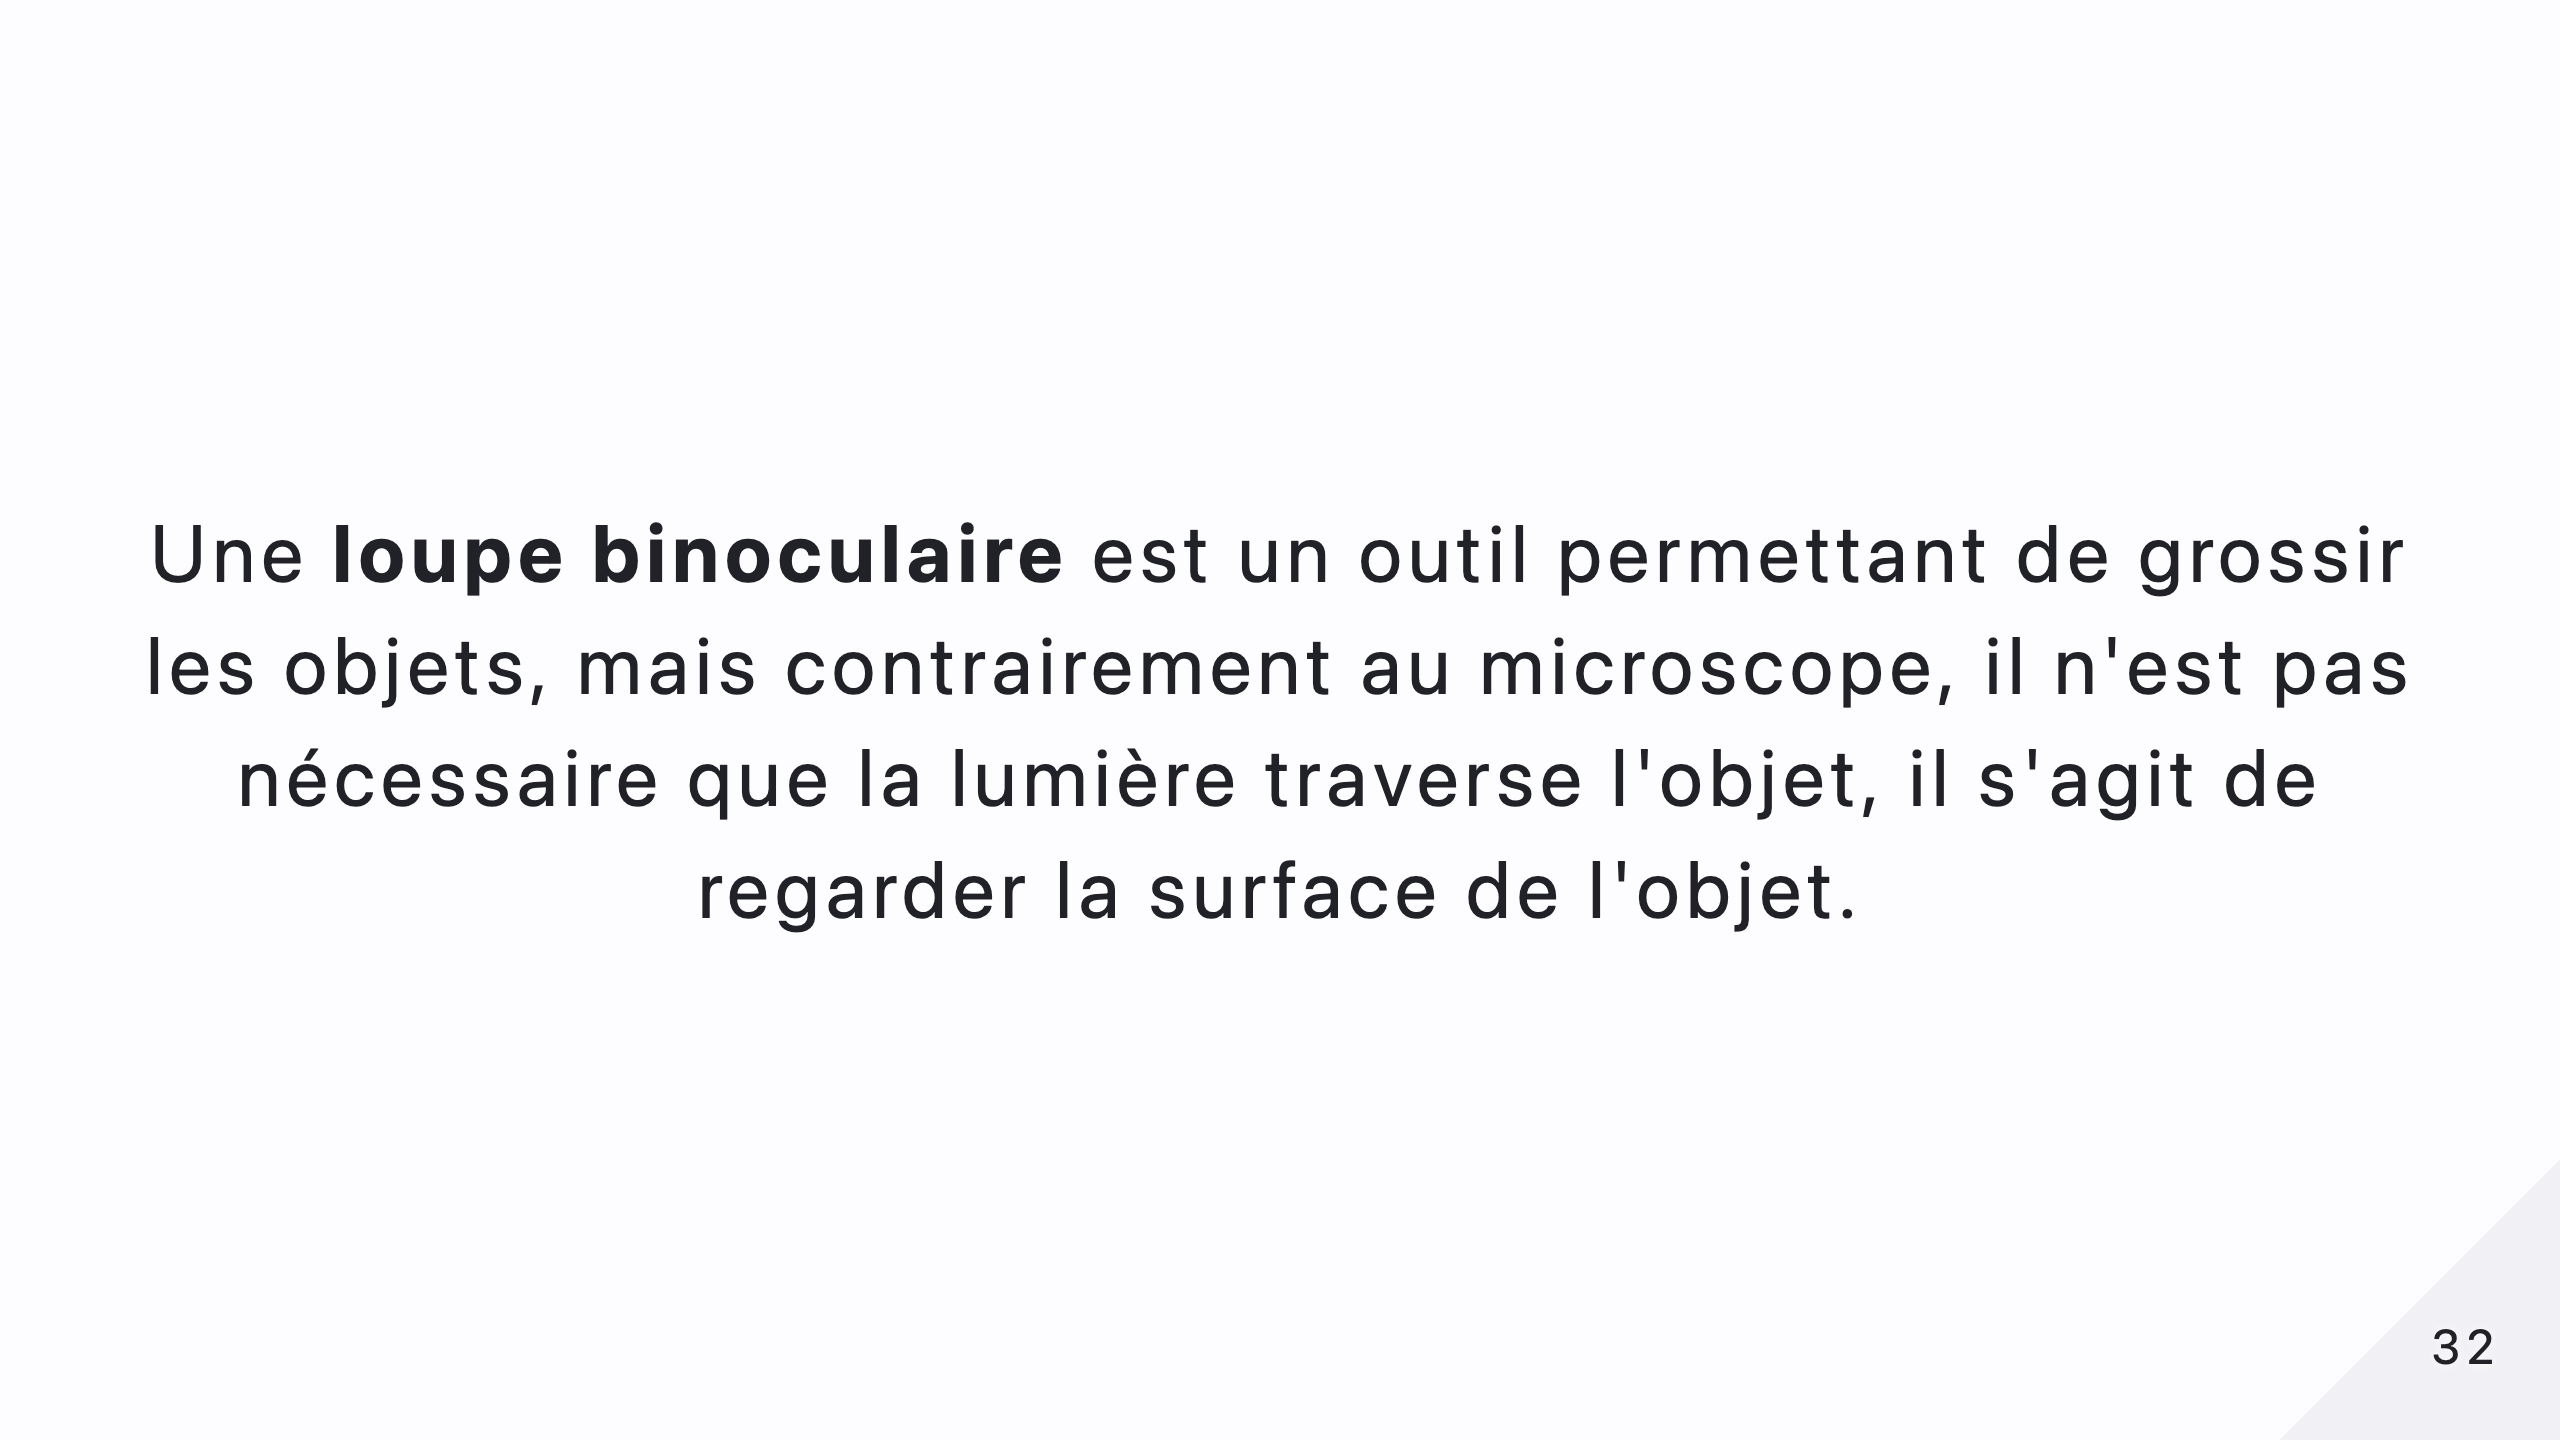 Une loupe binoculaire est un outil permettant de grossir
les objets, mais contrairement au microscope, il n'est pas
nécessaire que la lumière traverse l'objet, il s'agit de
regarder la surface de l'objet.
32